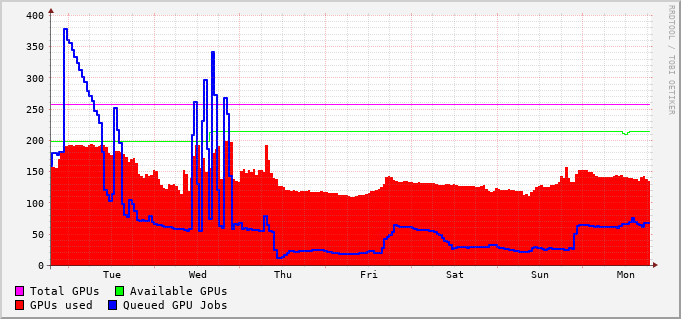 400
350
300
250
200
150
100
50
0
Tue Wed Thu Fri Sat Sun Mon
Total GPUs Available GPUs
GPUs used Queued GPU Jobs
RRDTOOL / TOBI OETIKER